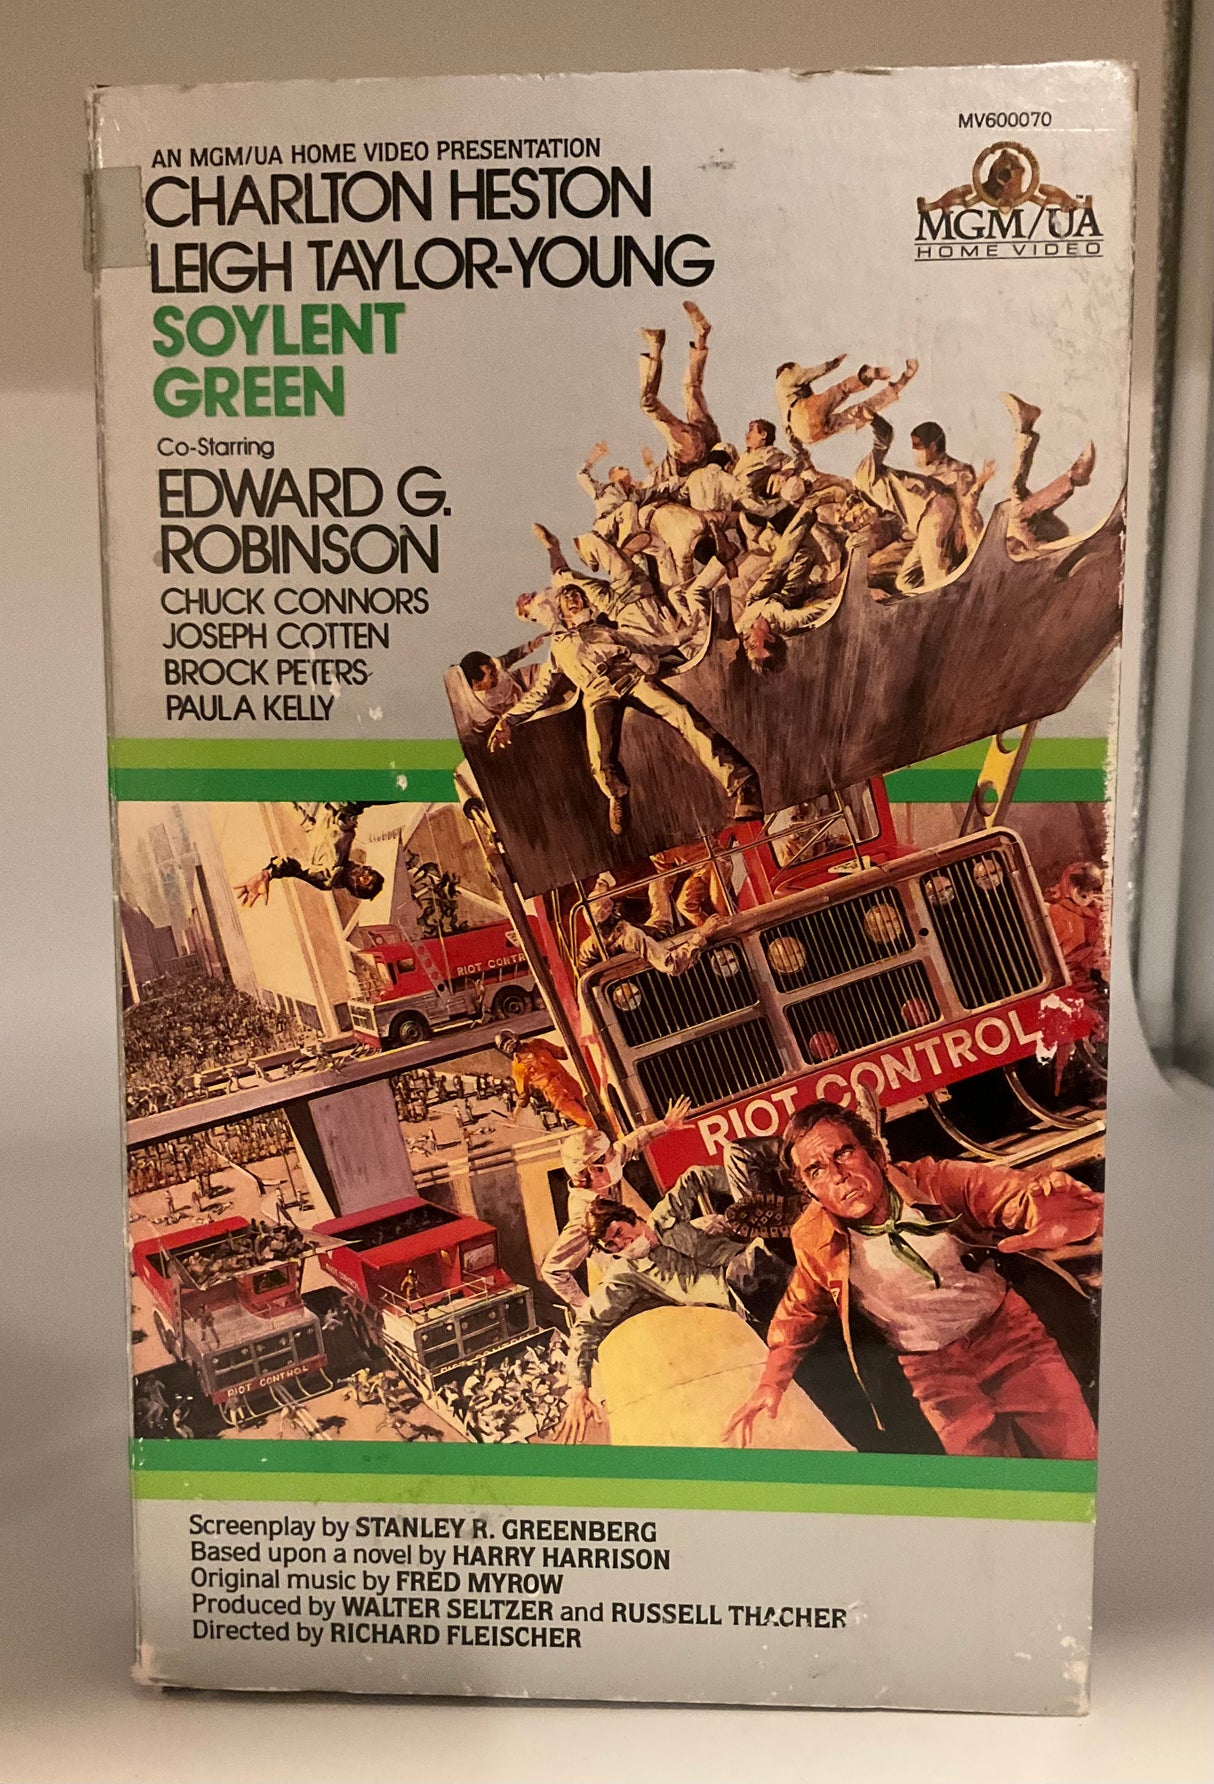 MV600070
AN MGM/UA HOME VIDEO PRESENTATION
CHARLTON HESTON
LEIGH TAYLOR-YOUNG
SOYLENT
GREEN
Co-Starring
EDWARD G.
ROBINSON
CHUCK CONNORS
JOSEPH COTTEN
BROCK PETERS
PAULA KELLY
MGM/UA
HOME VIDEO
RIOT CONTR
RIOT CONTROL
RIOT CONTROL
RIOT CONTROL
Screenplay by STANLEY R. GREENBERG
Based upon a novel by HARRY HARRISON
Original music by FRED MYROW
Produced by WALTER SELTZER and RUSSELL THACHER
Directed by RICHARD FLEISCHER